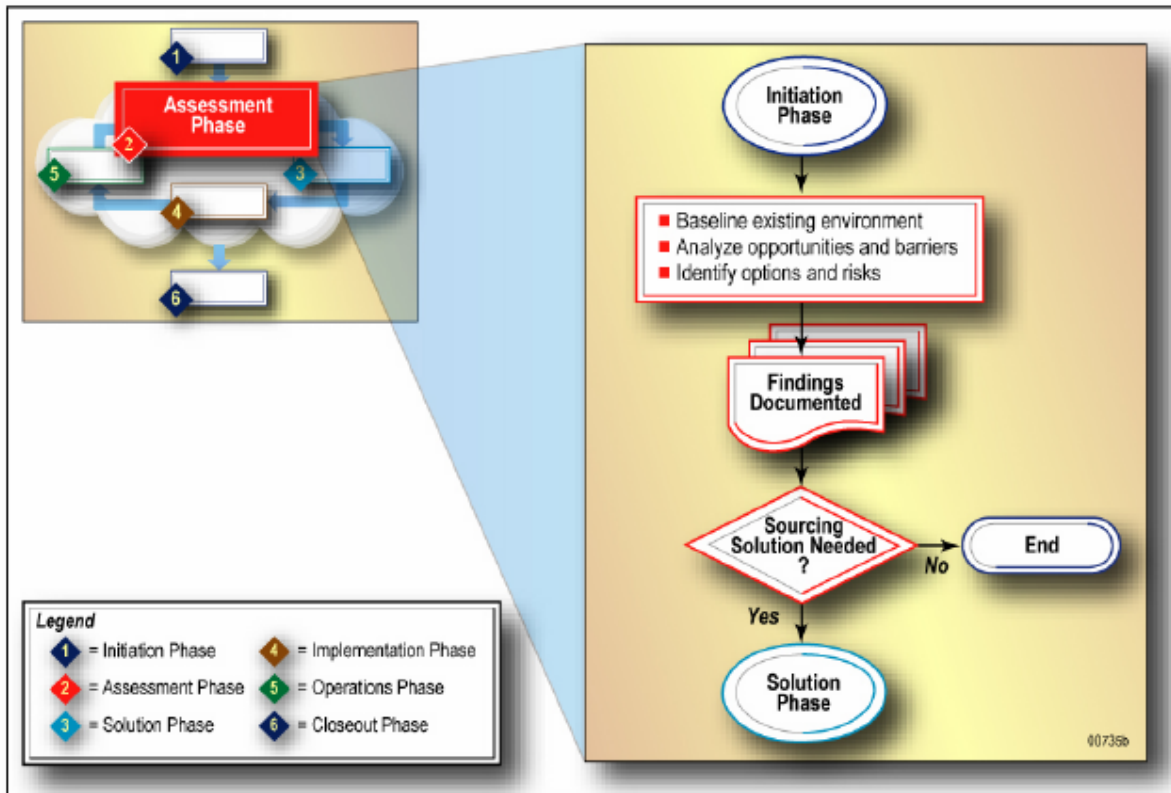 1
Assessment
Phase
2
5
3
4
6
Initiation
Phase
Baseline existing environment
Analyze opportunities and barriers
Identify options and risks
Findings
Documented
Sourcing
Solution Needed
?
No
End
Yes
Solution
Phase
00735b
Legend
1 = Initiation Phase
4 = Implementation Phase
2 = Assessment Phase
5 = Operations Phase
3 = Solution Phase
6 = Closeout Phase